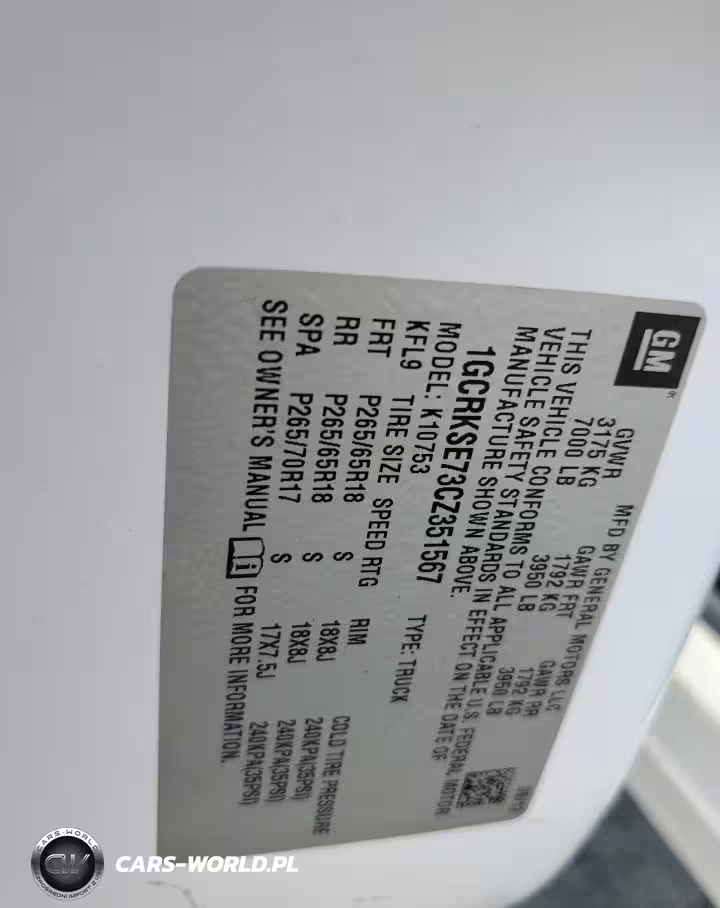 GM
MFD BY GENERAL MOTORS LLC
GVWR GAWR FRT GAWR RR
3175 KG 1792 KG 1792 KG
7000 LB 3950 LB 3950 LB
THIS VEHICLE CONFORMS TO ALL APPLICABLE U.S. FEDERAL MOTOR
VEHICLE SAFETY STANDARDS IN EFFECT ON THE DATE OF
MANUFACTURE SHOWN ABOVE.
1GCRKSE73CZ351567 TYPE: TRUCK
MODEL: K10753
KFL9 TIRE SIZE SPEED RTG RIM COLD TIRE PRESSURE
FRT P265/65R18 S 18X8J 240KPA(35PSI)
RR P265/65R18 S 18X8J 240KPA(35PSI)
SPA P265/70R17 S 17X7.5J 240KPA(35PSI)
SEE OWNER'S MANUAL FOR MORE INFORMATION.
CARS-WORLD
CW
CARS-WORLD.PL